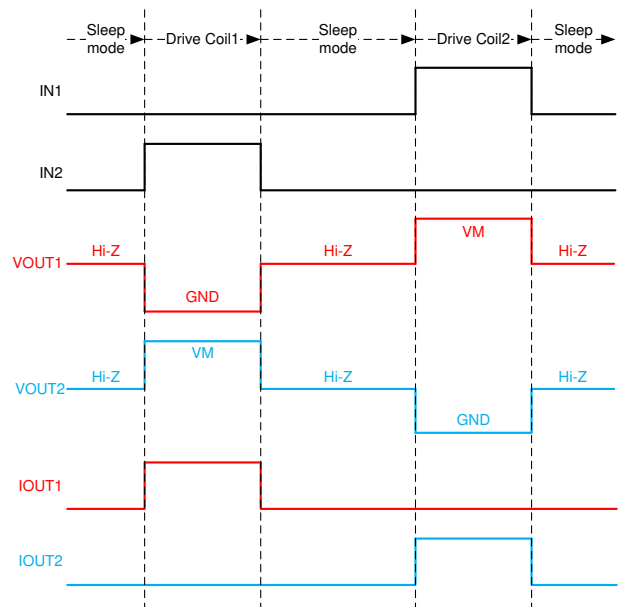 Sleep mode
Drive Coil1
Sleep mode
Drive Coil2
Sleep mode
IN1
IN2
VM
Hi-Z
Hi-Z
Hi-Z
VOUT1
GND
VM
Hi-Z
Hi-Z
Hi-Z
VOUT2
GND
IOUT1
IOUT2